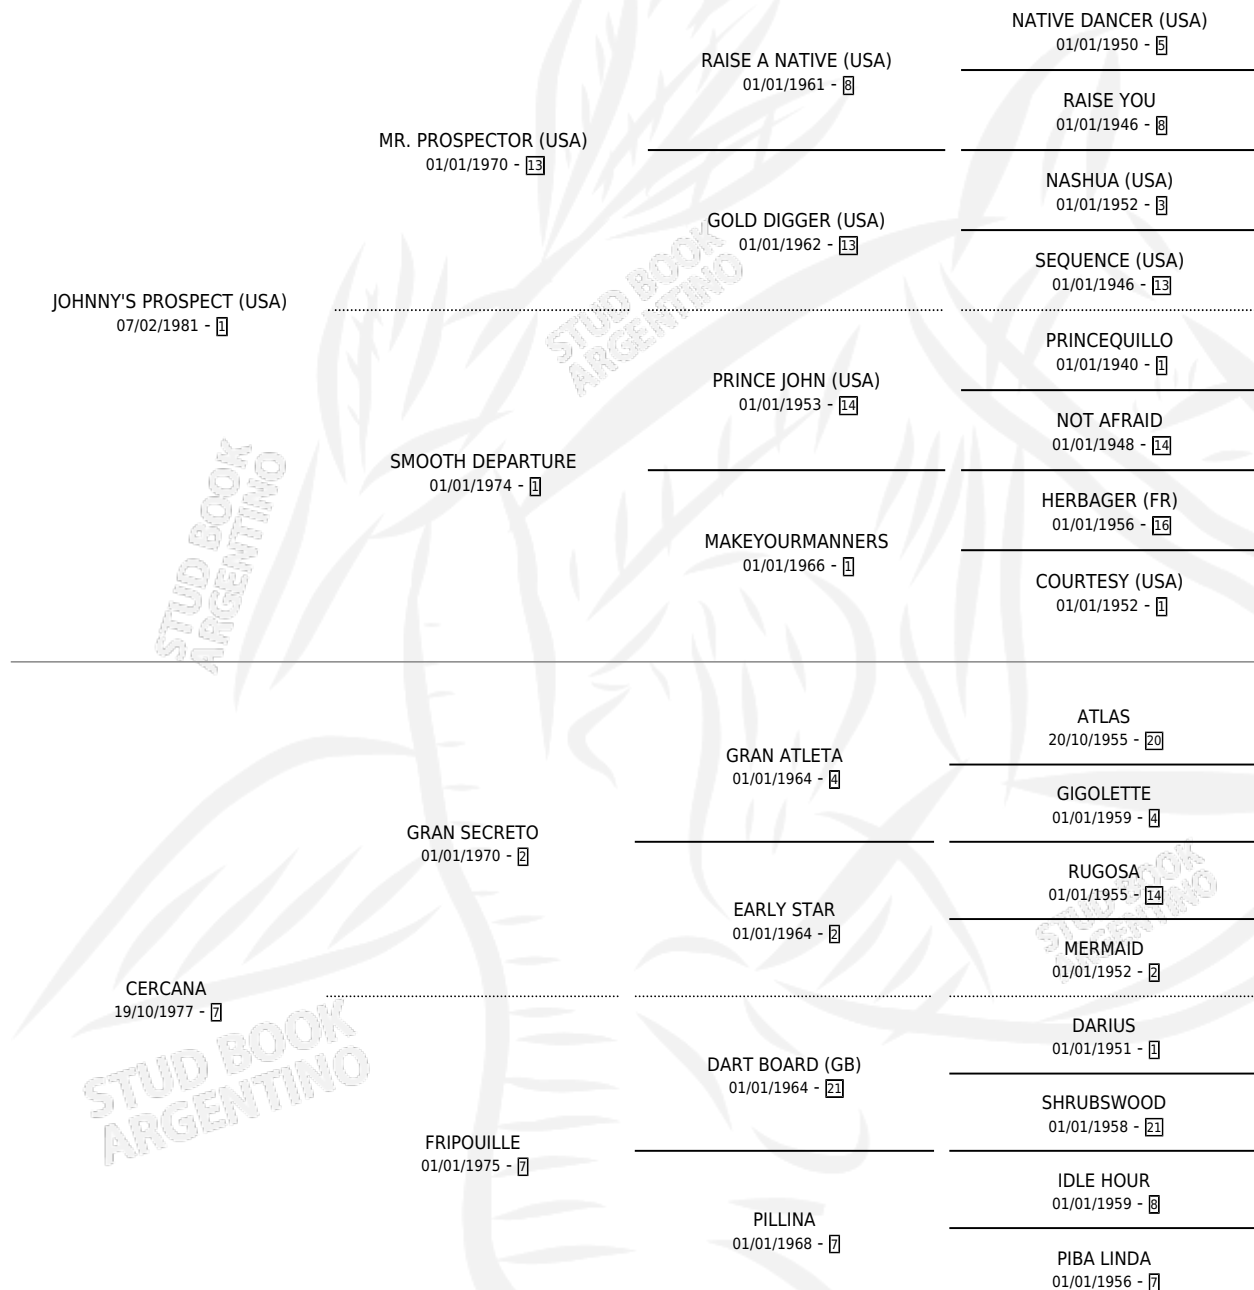 NATIVE DANCER (USA)
01/01/1950 - 5
RAISE A NATIVE (USA)
01/01/1961 - 8
RAISE YOU
01/01/1946 - 8
MR. PROSPECTOR (USA)
01/01/1970 - 13
NASHUA (USA)
01/01/1952 - 3
GOLD DIGGER (USA)
01/01/1962 - 13
SEQUENCE (USA)
01/01/1946 - 13
JOHNNY'S PROSPECT (USA)
07/02/1981 - 1
PRINCEQUILLO
01/01/1940 - 1
PRINCE JOHN (USA)
01/01/1953 - 14
NOT AFRAID
01/01/1948 - 14
SMOOTH DEPARTURE
01/01/1974 - 1
HERBAGER (FR)
01/01/1956 - 16
MAKEYOURMANNERS
01/01/1966 - 1
COURTESY (USA)
01/01/1952 - 1
ATLAS
20/10/1955 - 20
GRAN ATLETA
01/01/1964 - 4
GIGOLETTE
01/01/1959 - 4
GRAN SECRETO
01/01/1970 - 2
RUGOSA
01/01/1955 - 14
EARLY STAR
01/01/1964 - 2
MERMAID
01/01/1952 - 2
CERCANA
19/10/1977 - 7
DARIUS
01/01/1951 - 1
DART BOARD (GB)
01/01/1964 - 21
SHRUBSWOOD
01/01/1958 - 21
FRIPOUILLE
01/01/1975 - 7
IDLE HOUR
01/01/1959 - 8
PILLINA
01/01/1968 - 7
PIBA LINDA
01/01/1956 - 7
STUD BOOK
ARGENTINO
STUD BOOK
ARGENTINO
STUD BOOK
ARGENTINO
STUD BOOK
ARGENTINO